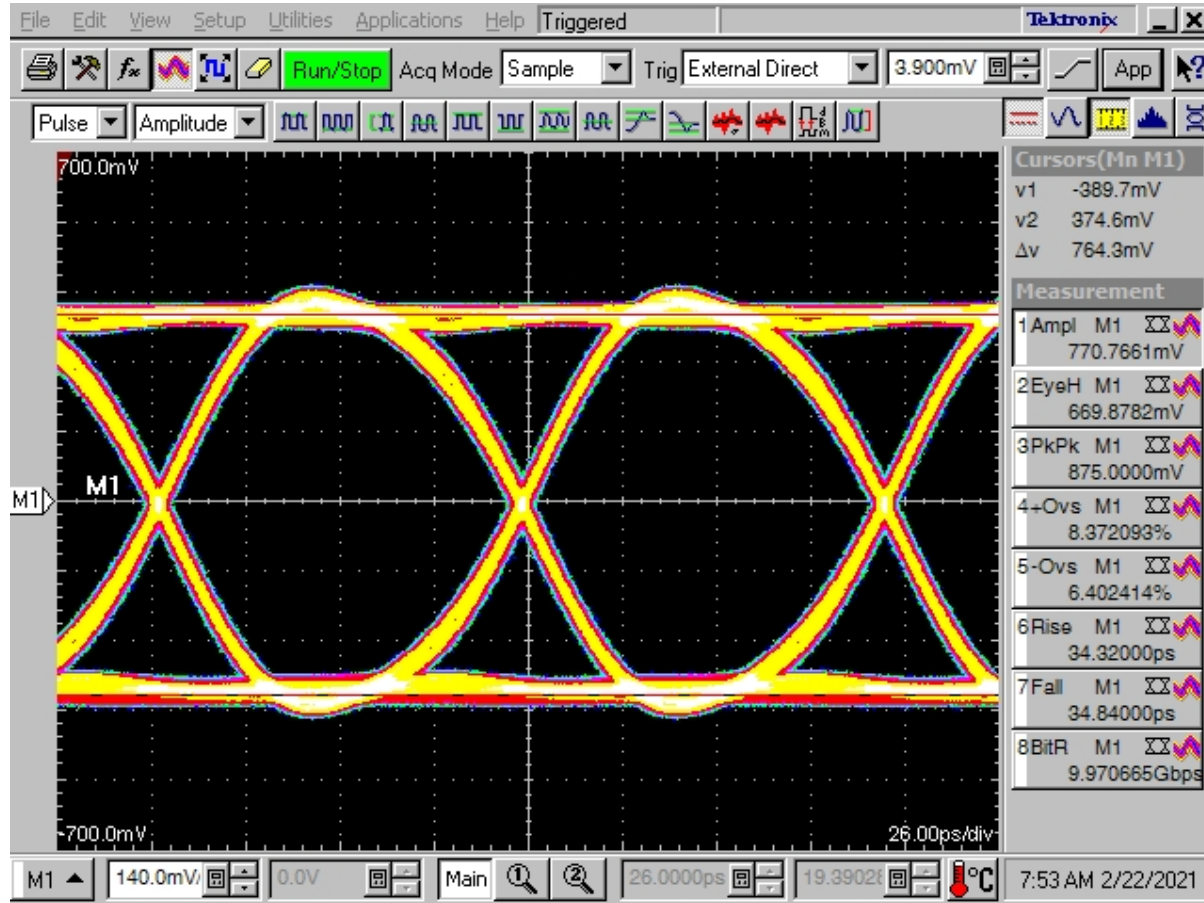 File Edit View Setup Utilities Applications Help Triggered Tektronix
Run/Stop Acq Mode Sample Trig External Direct 3.900mV App
Pulse Amplitude
700.0mV
Cursors(Mn M1)
v1 -389.7mV
v2 374.6mV
Δv 764.3mV
Measurement
1 Ampl M1
770.7661mV
2 EyeH M1
669.8782mV
3 PkPk M1
875.0000mV
M1
M1
4 +Ovs M1
8.372093%
5 -Ovs M1
6.402414%
6 Rise M1
34.32000ps
7 Fall M1
34.84000ps
8 BitR M1
9.970665Gbps
-700.0mV 26.00ps/div
M1 140.0mV/ 0.0V Main 1 2 26.0000ps 19.3902 °C 7:53 AM 2/22/2021